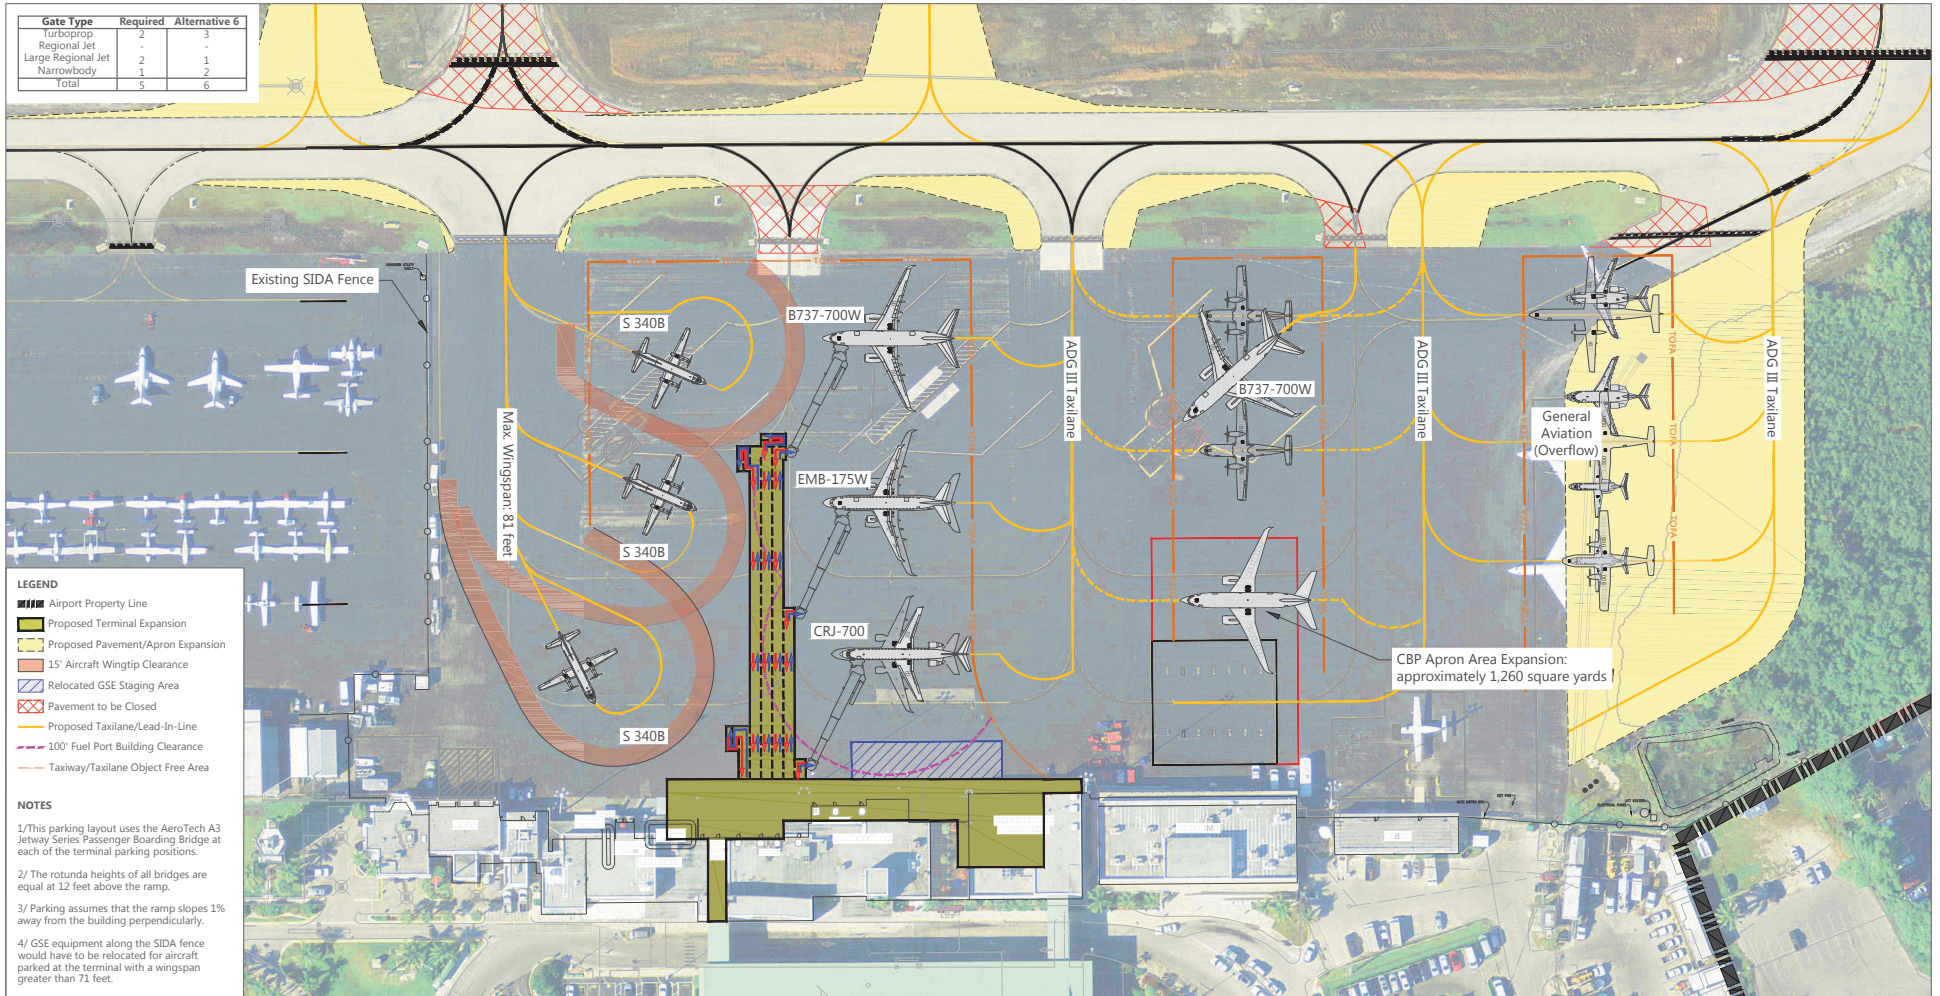 Gate Type Required Alternative 6
Turboprop 2 3
Regional Jet - -
Large Regional Jet 2 1
Narrowbody 1 2
Total 5 6
Existing SIDA Fence
S 340B
B737-700W
TOFA
TOFA
Max. Wingspan: 81 feet
EMB-175W
S 340B
CRJ-700
S 340B
ADG III Taxilane
B737-700W
ADG III Taxilane
General
Aviation
(Overflow)
TOFA
TOFA
TOFA
ADG III Taxilane
CBP Apron Area Expansion:
approximately 1,260 square yards
LEGEND
Airport Property Line
Proposed Terminal Expansion
Proposed Pavement/Apron Expansion
15' Aircraft Wingtip Clearance
Relocated GSE Staging Area
Pavement to be Closed
Proposed Taxilane/Lead-In-Line
100' Fuel Port Building Clearance
Taxiway/Taxilane Object Free Area
NOTES
1/This parking layout uses the AeroTech A3
Jetway Series Passenger Boarding Bridge at
each of the terminal parking positions.
2/ The rotunda heights of all bridges are
equal at 12 feet above the ramp.
3/ Parking assumes that the ramp slopes 1%
away from the building perpendicularly.
4/ GSE equipment along the SIDA fence
would have to be relocated for aircraft
parked at the terminal with a wingspan
greater than 71 feet.